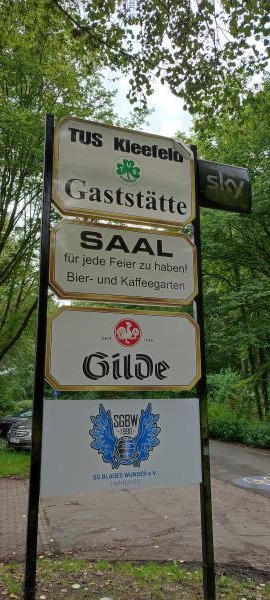 TUS Kleefeld
Gaststätte
sky
SAAL
für jede Feier zu haben!
Bier- und Kaffeegarten
SEIT 1546
Gilde
SGBW
-1990-
SG BLAUES WUNDER e.V.
HANNOVER